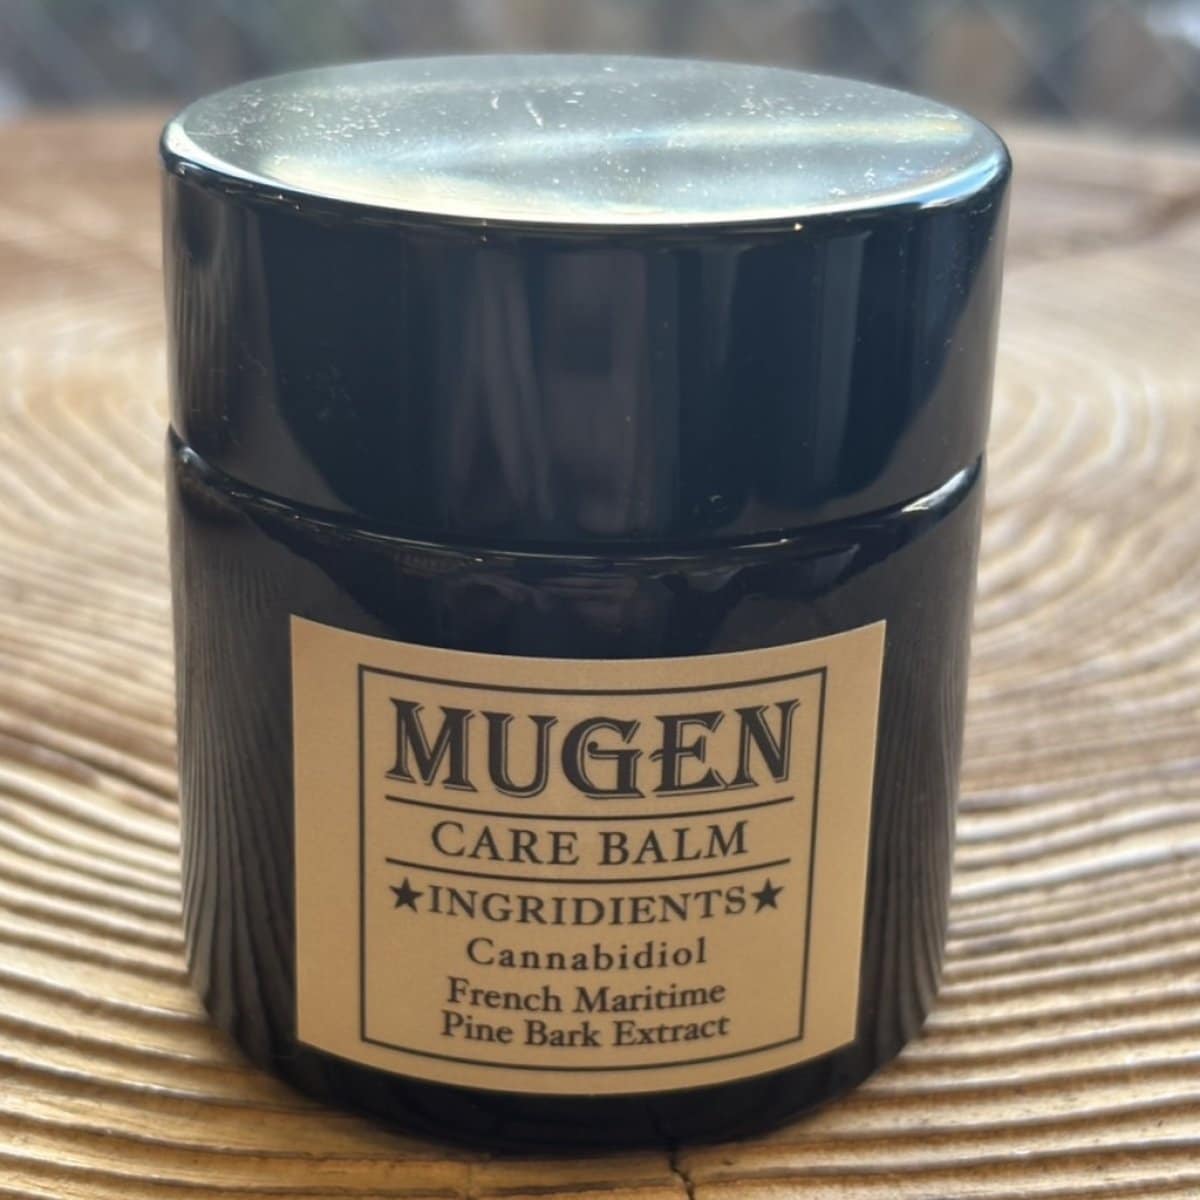 MUGEN
CARE BALM
★INGRIDIENTS★
Cannabidiol
French Maritime
Pine Bark Extract